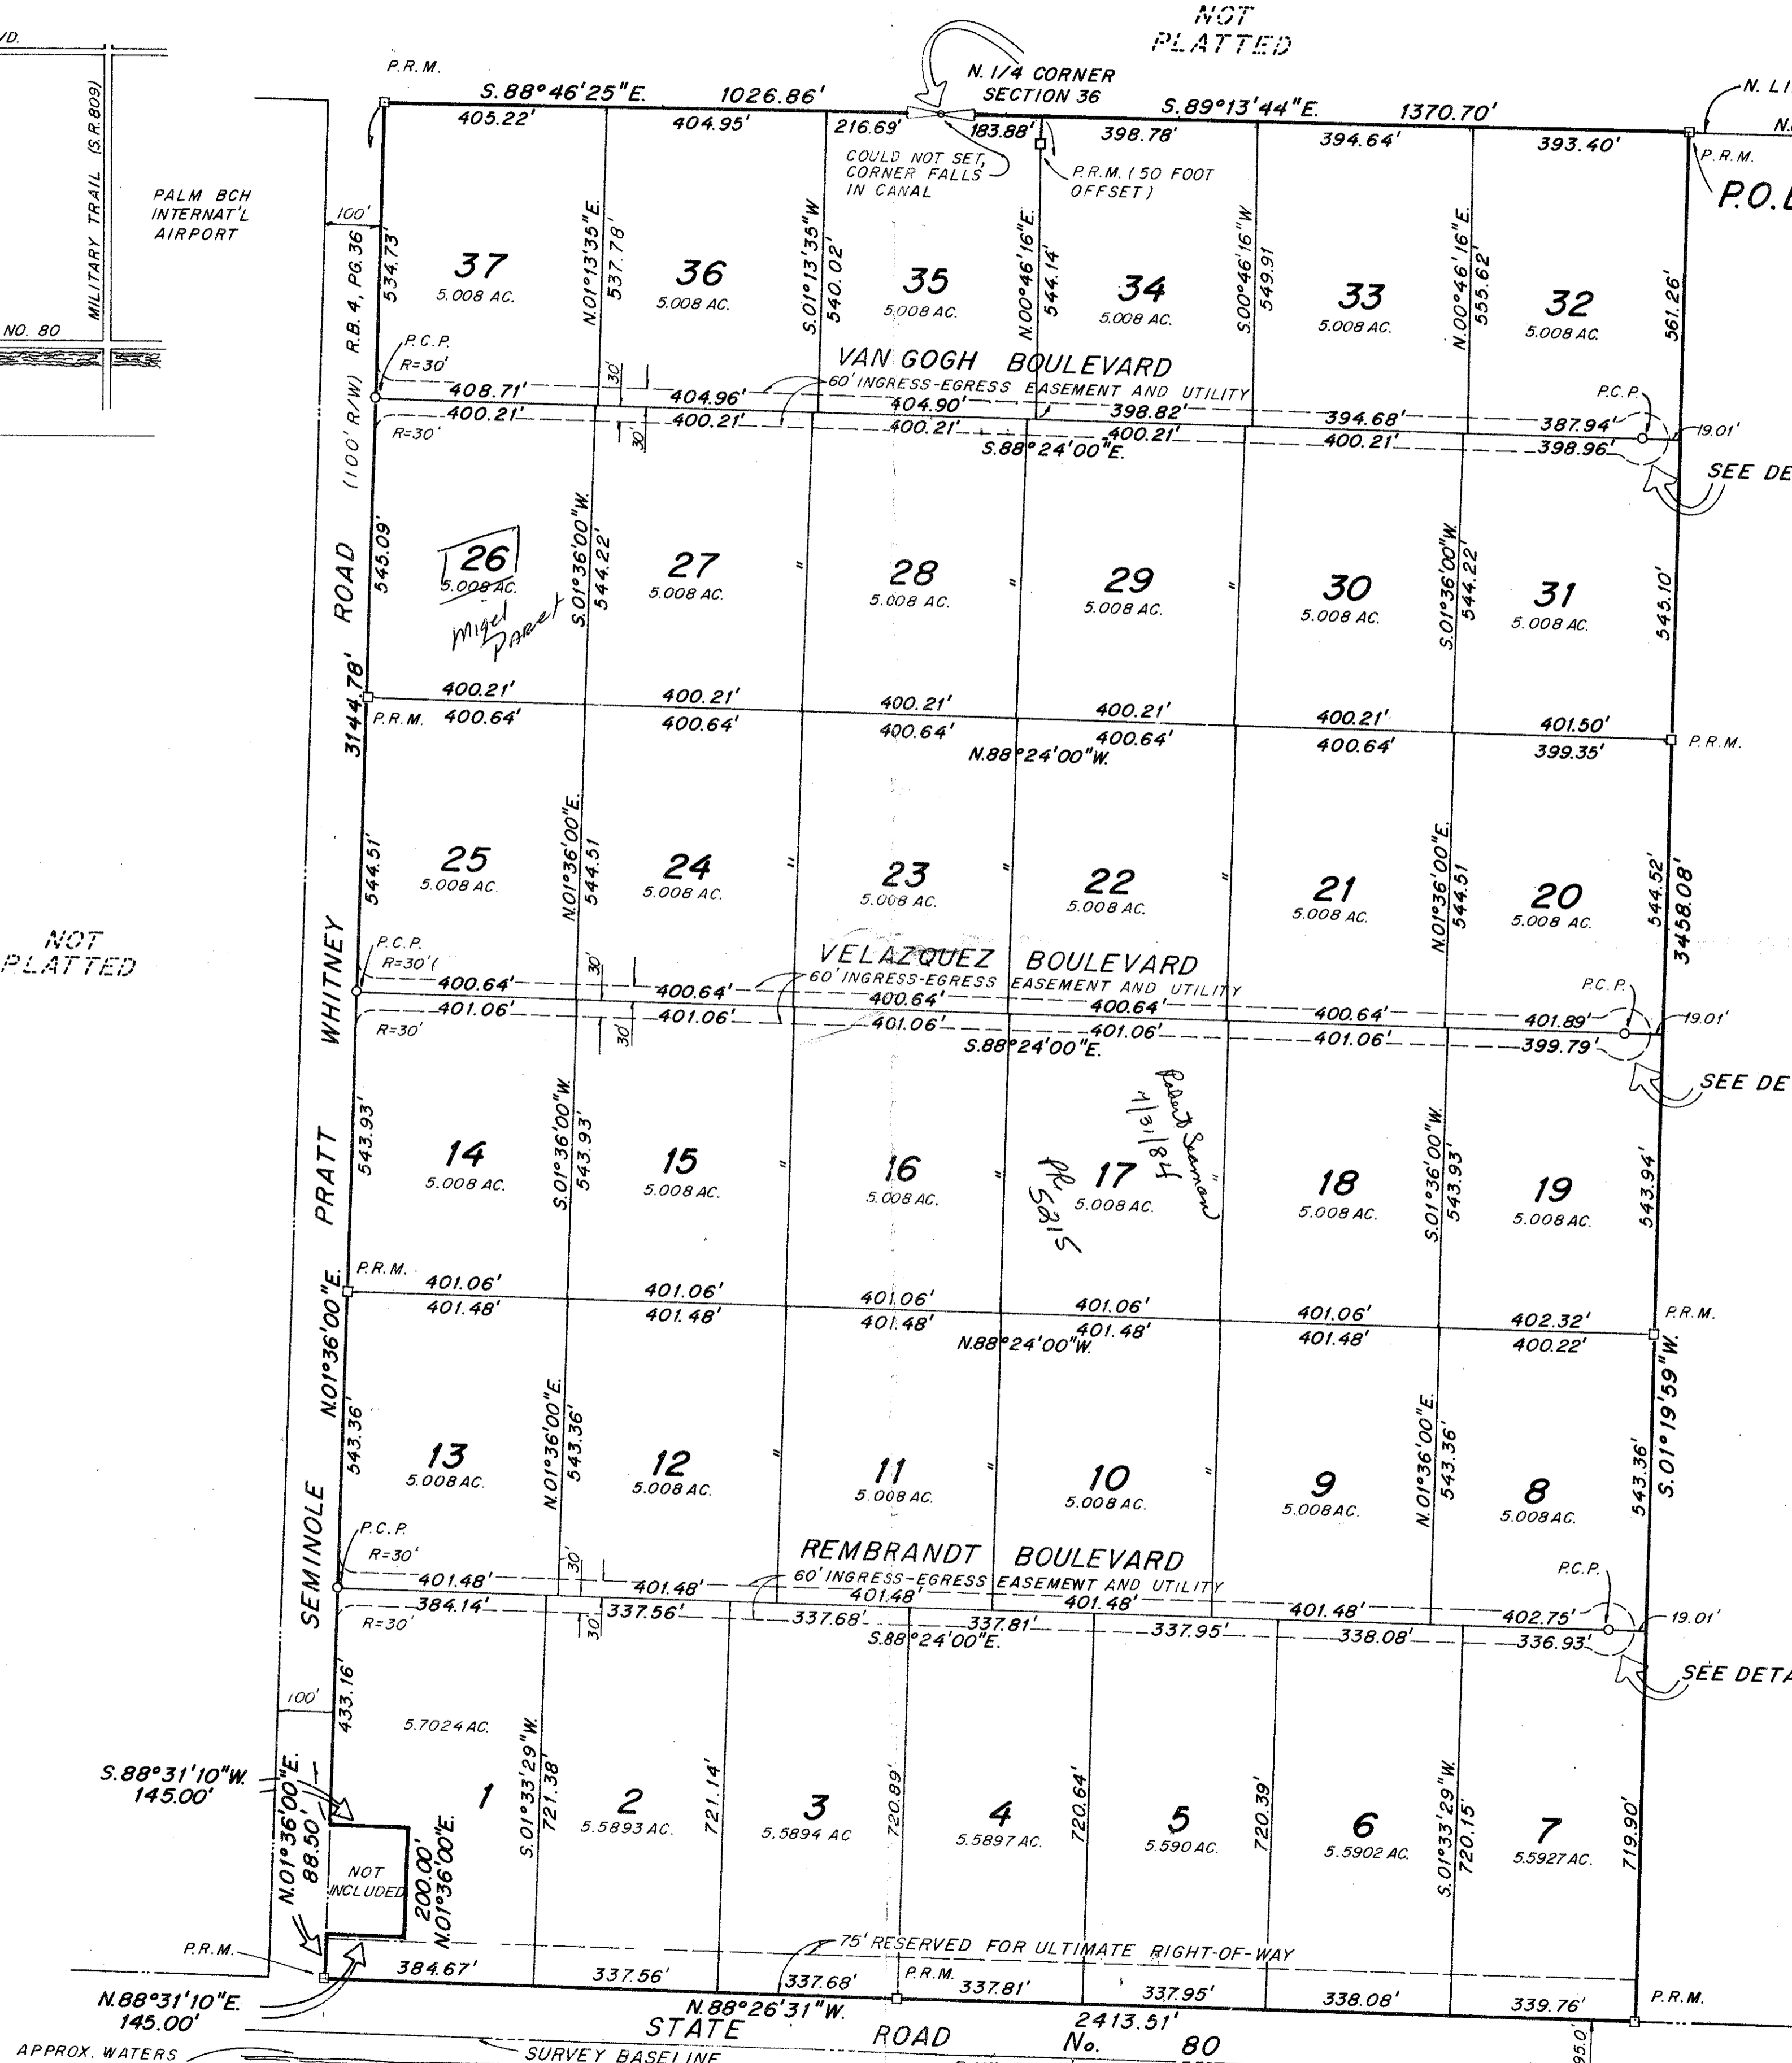 NOT
PLATTED
VD.
P.R.M.
N. 1/4 CORNER
SECTION 36
S.88°46'25"E.
1026.86'
S.89°13'44"E.
1370.70'
N. LI
N.
405.22'
404.95'
216.69'
183.88'
398.78'
394.64'
393.40'
P.R.M.
COULD NOT SET,
CORNER FALLS
IN CANAL
P.R.M. (50 FOOT
OFFSET)
P.O.
MILITARY TRAIL (S.R.809)
PALM BCH
INTERNAT'L
AIRPORT
NO. 80
100'
R.B. 4, PG. 36
(100' R/W)
534.73'
N.01°13'35"E.
537.78'
S.01°13'35"W
540.02'
N.00°46'16"E.
544.14'
S.00°46'16"W.
549.91
N.00°46'16"E.
555.62'
561.26'
37
5.008 AC.
36
5.008 AC.
35
5.008 AC.
34
5.008 AC.
33
5.008 AC.
32
5.008 AC.
P.C.P.
R=30'
VAN GOGH BOULEVARD
60' INGRESS-EGRESS EASEMENT AND UTILITY
30'
P.C.P.
408.71'
404.96'
404.90'
398.82'
394.68'
387.94'
19.01'
400.21'
400.21'
400.21'
400.21'
400.21'
398.96'
R=30'
30'
S.88°24'00"E.
SEE DE
545.09'
S.01°36'00"W.
544.22'
S.01°36'00"W.
544.22'
545.10'
26
5.008 AC.
27
5.008 AC.
"
28
5.008 AC.
"
29
5.008 AC.
"
30
5.008 AC.
31
5.008 AC.
Migel
ROAD
3144.78'
400.21'
400.21'
400.21'
400.21'
400.21'
401.50'
P.R.M.
400.64'
400.64'
400.64'
400.64'
400.64'
399.35'
P.R.M.
N.88°24'00"W.
544.51'
N.01°36'00"E.
544.51
N.01°36'00"E.
544.51
544.52'
3458.08'
25
5.008 AC.
24
5.008 AC.
"
23
5.008 AC.
"
22
5.008 AC.
"
21
5.008 AC.
20
5.008 AC.
NOT
PLATTED
WHITNEY
P.C.P.
R=30'
VELAZQUEZ BOULEVARD
60' INGRESS-EGRESS EASEMENT AND UTILITY
30'
P.C.P.
400.64'
400.64'
400.64'
400.64'
400.64'
401.89'
19.01'
401.06'
401.06'
401.06'
401.06'
401.06'
399.79'
R=30'
30'
S.88°24'00"E.
SEE DE
543.93'
S.01°36'00"W.
543.93'
S.01°36'00"W.
543.93'
543.94'
14
5.008 AC.
15
5.008 AC.
"
16
5.008 AC.
"
17
5.008 AC.
"
18
5.008 AC.
19
5.008 AC.
Robert Seaman
7/31/84
PRATT
N.01°36'00"E.
P.R.M.
401.06'
401.06'
401.06'
401.06'
401.06'
402.32'
P.R.M.
401.48'
401.48'
401.48'
401.48'
401.48'
400.22'
N.88°24'00"W.
S.01°19'59"W.
543.36'
N.01°36'00"E.
543.36'
N.01°36'00"E.
543.36'
543.36'
13
5.008 AC.
12
5.008 AC.
"
11
5.008 AC.
"
10
5.008 AC.
"
9
5.008 AC.
8
5.008 AC.
SEMINOLE
P.C.P.
R=30'
REMBRANDT BOULEVARD
60' INGRESS-EGRESS EASEMENT AND UTILITY
30'
P.C.P.
401.48'
401.48'
401.48'
401.48'
401.48'
402.75'
19.01'
384.14'
337.56'
337.68'
337.81'
337.95'
338.08'
336.93'
R=30'
30'
S.88°24'00"E.
SEE DETA
100'
433.16'
5.7024 AC.
1
S.01°33'29"W.
721.38'
2
5.5893 AC.
721.14'
3
5.5894 AC
720.89'
4
5.5897 AC.
720.64'
5
5.590 AC.
720.39'
6
5.5902 AC.
S.01°33'29"W.
720.15'
7
5.5927 AC.
719.90'
S.88°31'10"W.
145.00'
N.01°36'00"E.
88.50'
NOT
INCLUDED
200.00'
N.01°36'00"E.
P.R.M.
75' RESERVED FOR ULTIMATE RIGHT-OF-WAY
384.67'
337.56'
337.68'
P.R.M.
337.81'
337.95'
338.08'
339.76'
P.R.M.
N.88°31'10"E.
145.00'
N.88°26'31"W.
2413.51'
STATE ROAD No. 80
APPROX. WATERS
SURVEY BASELINE
95.0'